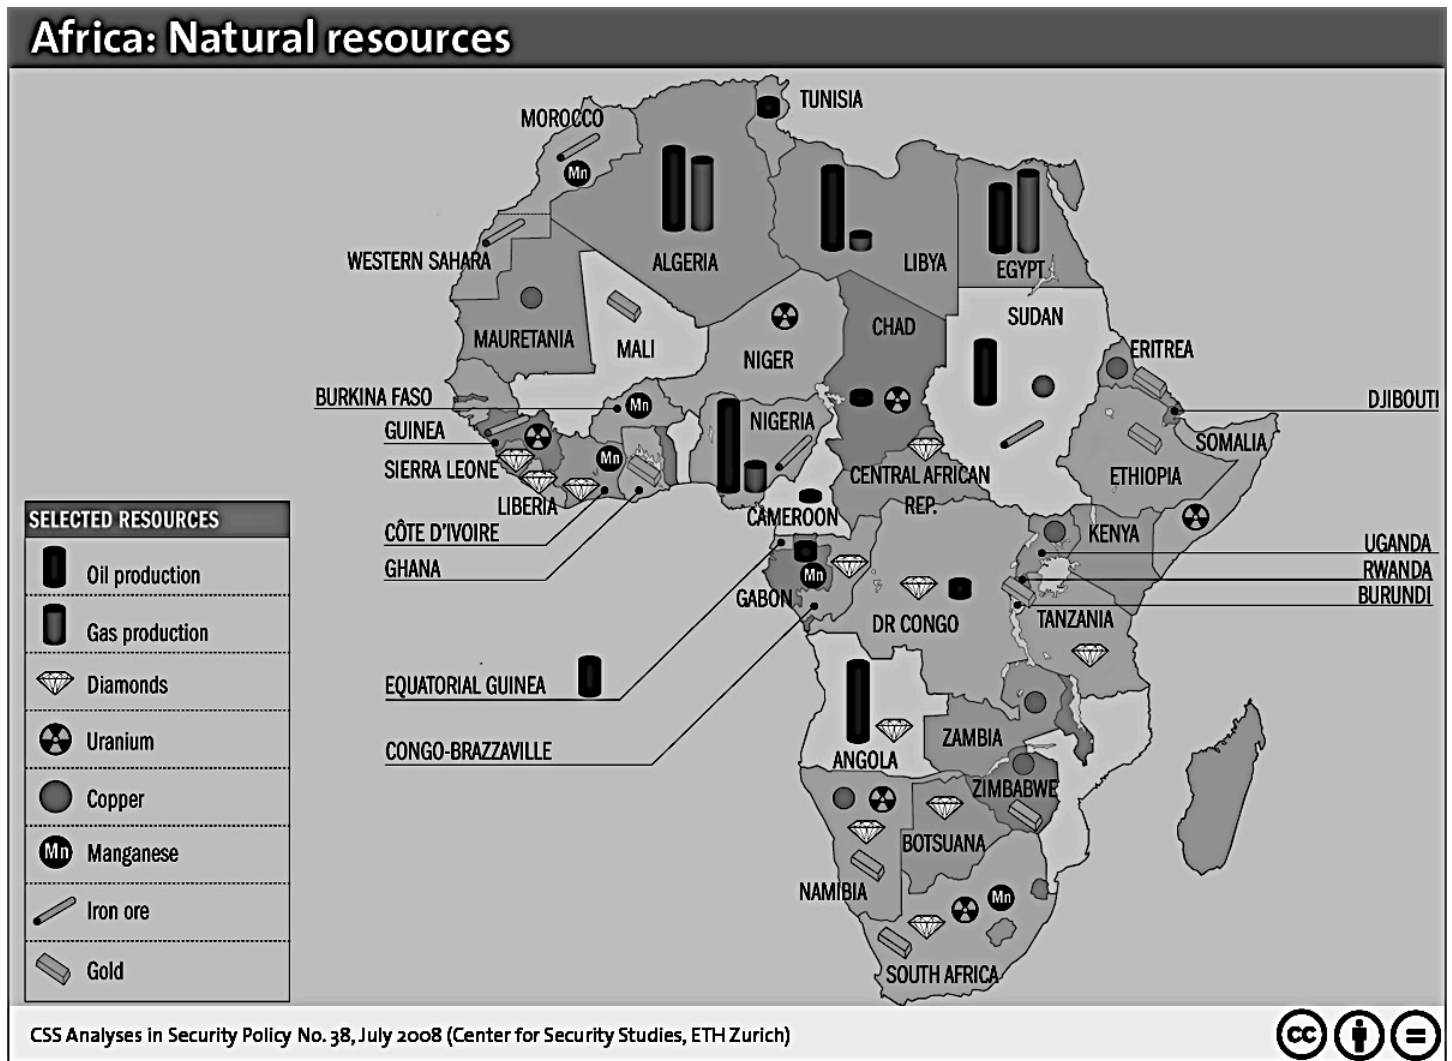 Africa: Natural resources
TUNISIA
MOROCCO
Mn
WESTERN SAHARA
ALGERIA
LIBYA
EGYPT
MAURETANIA
MALI
NIGER
CHAD
SUDAN
ERITREA
BURKINA FASO
Mn
DJIBOUTI
GUINEA
NIGERIA
SOMALIA
SIERRA LEONE
Mn
CENTRAL AFRICAN
REP.
ETHIOPIA
LIBERIA
CAMEROON
CÔTE D'IVOIRE
KENYA
UGANDA
GHANA
RWANDA
Mn
GABON
BURUNDI
DR CONGO
TANZANIA
EQUATORIAL GUINEA
CONGO-BRAZZAVILLE
ANGOLA
ZAMBIA
ZIMBABWE
BOTSUANA
NAMIBIA
Mn
SOUTH AFRICA
SELECTED RESOURCES
Oil production
Gas production
Diamonds
Uranium
Copper
Mn Manganese
Iron ore
Gold
CSS Analyses in Security Policy No. 38, July 2008 (Center for Security Studies, ETH Zurich)
cc
=